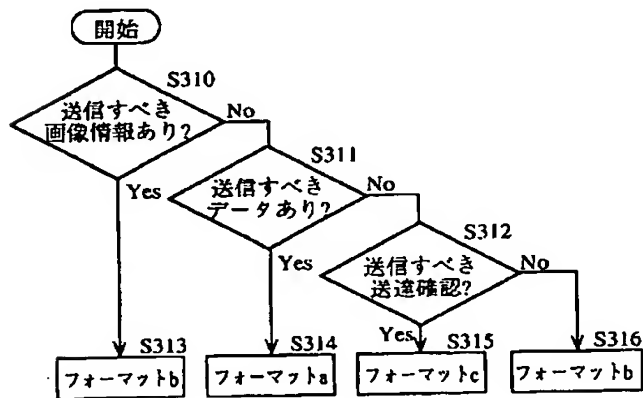 開始
S310
送信すべき
画像情報あり?
No
S311
Yes
送信すべき
データあり?
No
S312
Yes
送信すべき
送達確認?
No
Yes
S313
フォーマットb
S314
フォーマットa
S315
フォーマットc
S316
フォーマットb